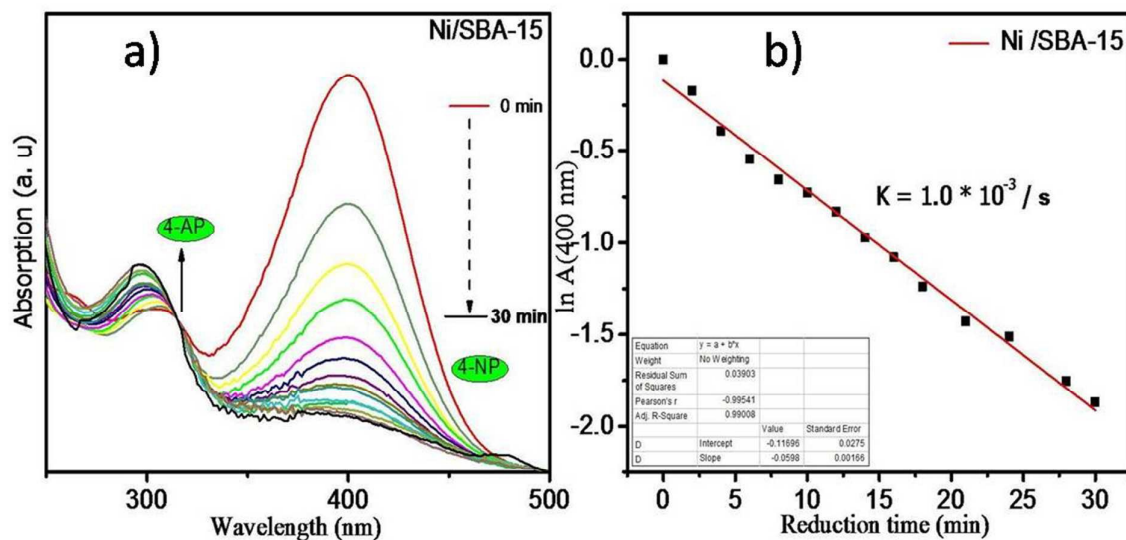 a)
Ni/SBA-15
0 min
30 min
4-AP
4-NP
Absorption (a. u)
300
400
500
Wavelength (nm)
b)
Ni /SBA-15
K = 1.0 * 10⁻³ / s
ln A(400 nm)
0.0
-0.5
-1.0
-1.5
-2.0
Equation y = a + b*x
Weight No Weighting
Residual Sum 0.03903
of Squares
Pearson's r -0.99541
Adj. R-Square 0.99008
Value Standard Error
D Intercept -0.11696 0.0275
D Slope -0.0598 0.00166
0 5 10 15 20 25 30
Reduction time (min)